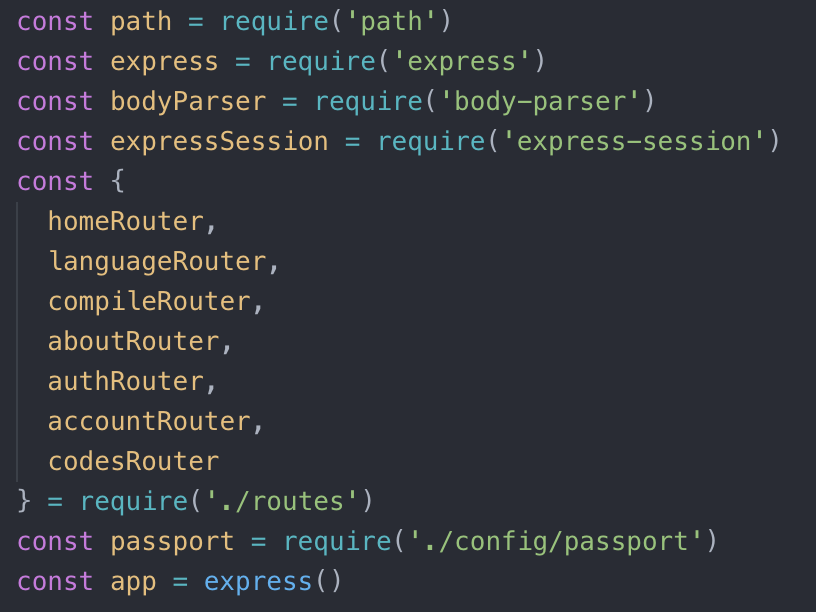 const path = require('path')
const express = require('express')
const bodyParser = require('body-parser')
const expressSession = require('express-session')
const {
  homeRouter,
  languageRouter,
  compileRouter,
  aboutRouter,
  authRouter,
  accountRouter,
  codesRouter
} = require('./routes')
const passport = require('./config/passport')
const app = express()